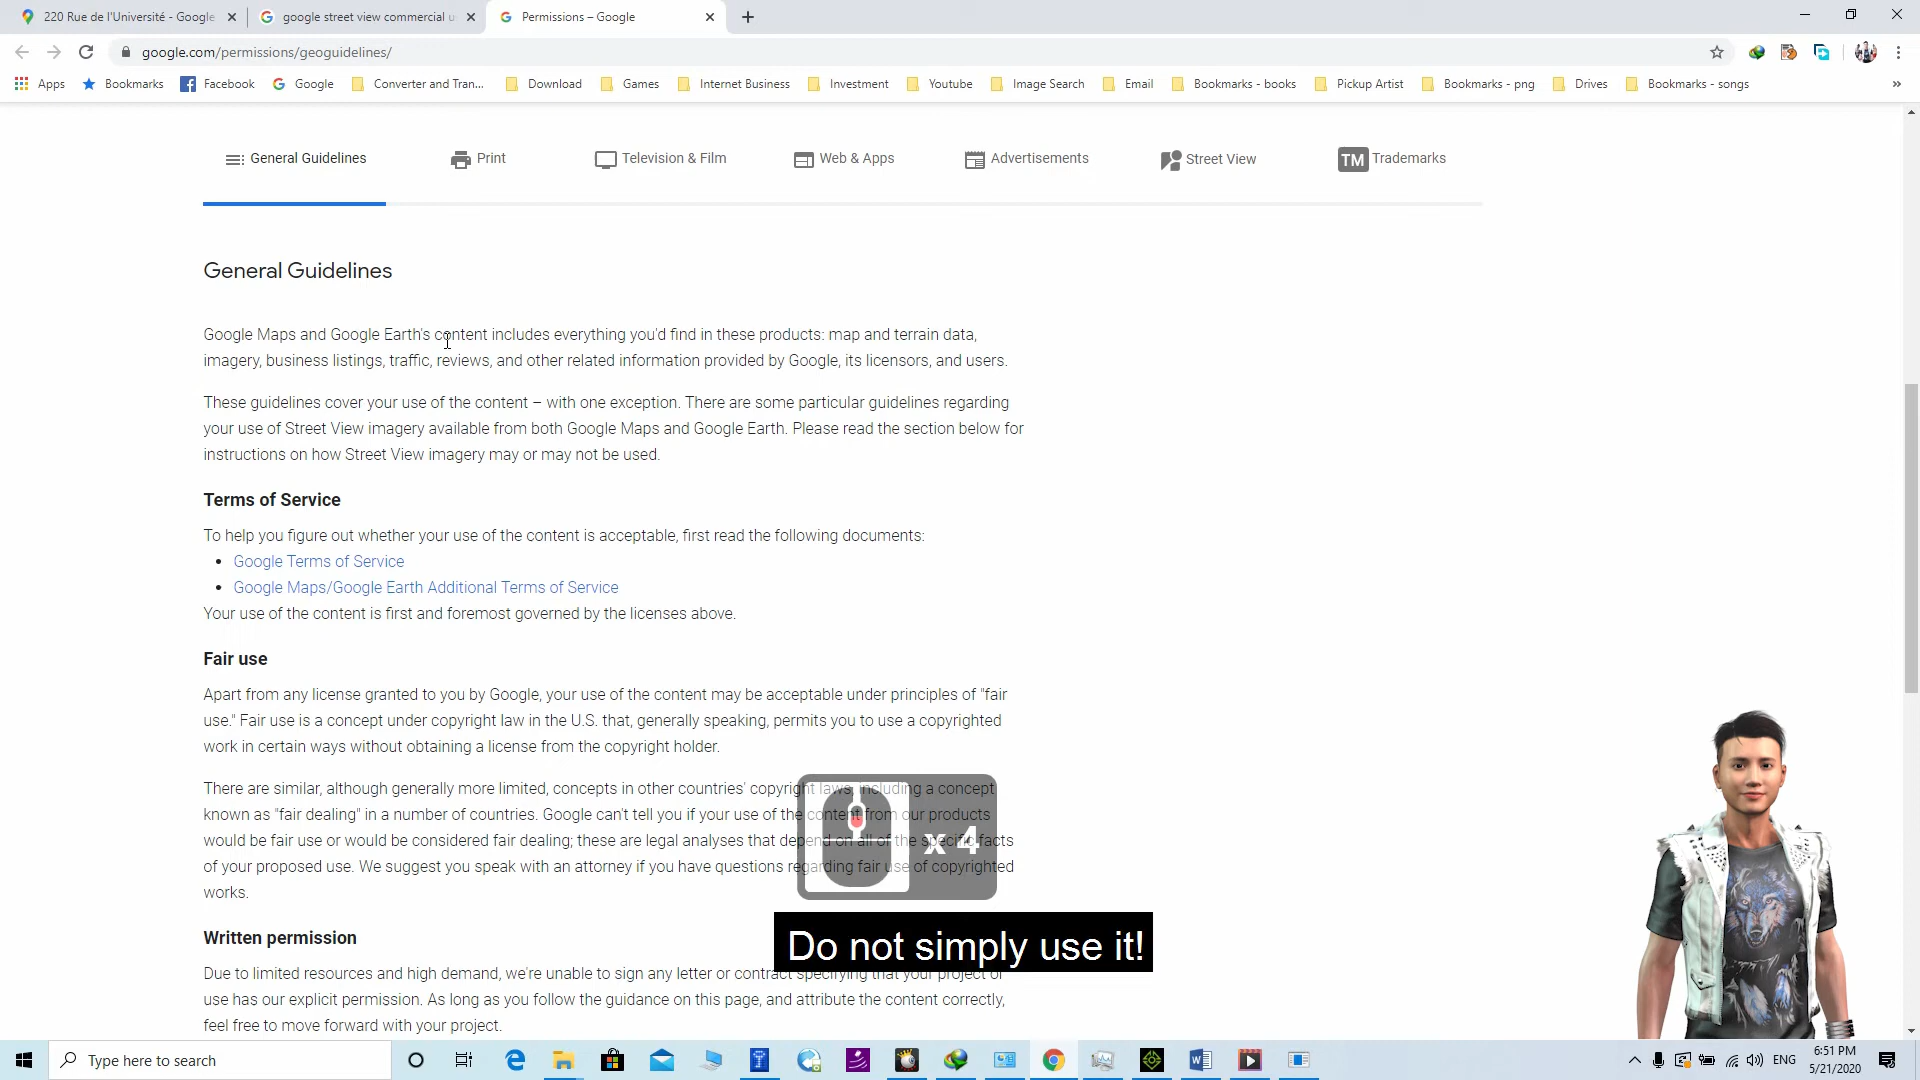 220 Rue de l'Université - Google
google street view commercial u
Permissions – Google
google.com/permissions/geoguidelines/
Apps
Bookmarks
Facebook
Google
Converter and Tran...
Download
Games
Internet Business
Investment
Youtube
Image Search
Email
Bookmarks - books
Pickup Artist
Bookmarks - png
Drives
Bookmarks - songs
»
General Guidelines
Print
Television & Film
Web & Apps
Advertisements
Street View
TM Trademarks
General Guidelines
Google Maps and Google Earth's content includes everything you'd find in these products: map and terrain data,
imagery, business listings, traffic, reviews, and other related information provided by Google, its licensors, and users.
These guidelines cover your use of the content – with one exception. There are some particular guidelines regarding
your use of Street View imagery available from both Google Maps and Google Earth. Please read the section below for
instructions on how Street View imagery may or may not be used.
Terms of Service
To help you figure out whether your use of the content is acceptable, first read the following documents:
• Google Terms of Service
• Google Maps/Google Earth Additional Terms of Service
Your use of the content is first and foremost governed by the licenses above.
Fair use
Apart from any license granted to you by Google, your use of the content may be acceptable under principles of "fair
use." Fair use is a concept under copyright law in the U.S. that, generally speaking, permits you to use a copyrighted
work in certain ways without obtaining a license from the copyright holder.
There are similar, although generally more limited, concepts in other countries' copyright laws, including a concept
known as "fair dealing" in a number of countries. Google can't tell you if your use of the content from our products
would be fair use or would be considered fair dealing; these are legal analyses that depend on all of the specific facts
of your proposed use. We suggest you speak with an attorney if you have questions regarding fair use of copyrighted
works.
x 4
Do not simply use it!
Written permission
Due to limited resources and high demand, we're unable to sign any letter or contract specifying that your project or
use has our explicit permission. As long as you follow the guidance on this page, and attribute the content correctly,
feel free to move forward with your project.
Type here to search
ENG
6:51 PM
5/21/2020